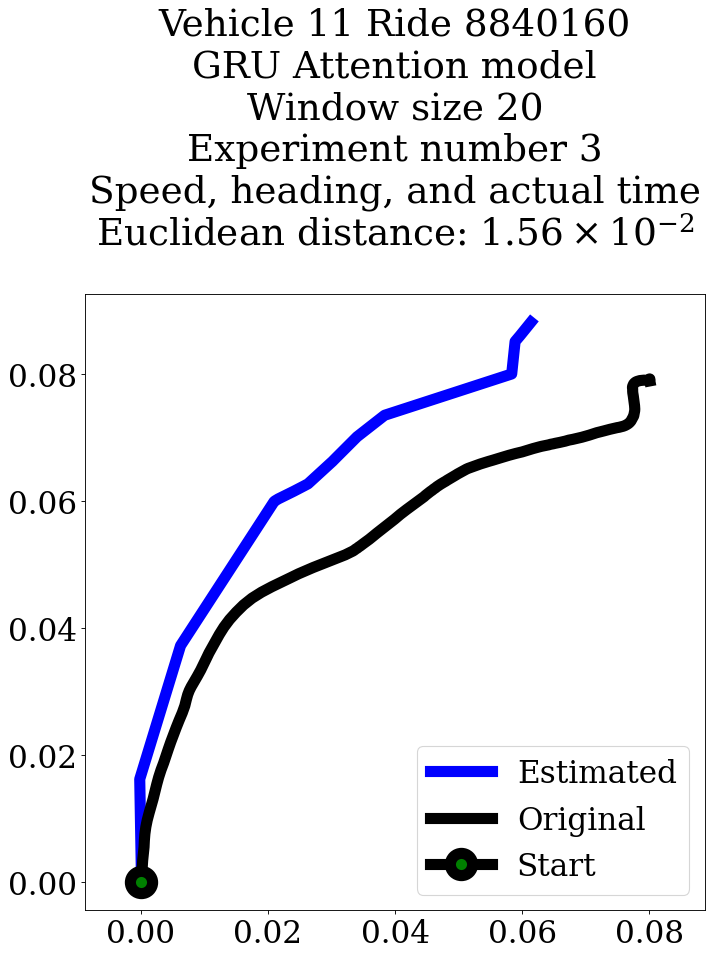 Vehicle 11 Ride 8840160
GRU Attention model
Window size 20
Experiment number 3
Speed, heading, and actual time
Euclidean distance: 1.56 × 10⁻²
0.08
0.06
0.04
0.02
0.00
Estimated
Original
Start
0.00 0.02 0.04 0.06 0.08